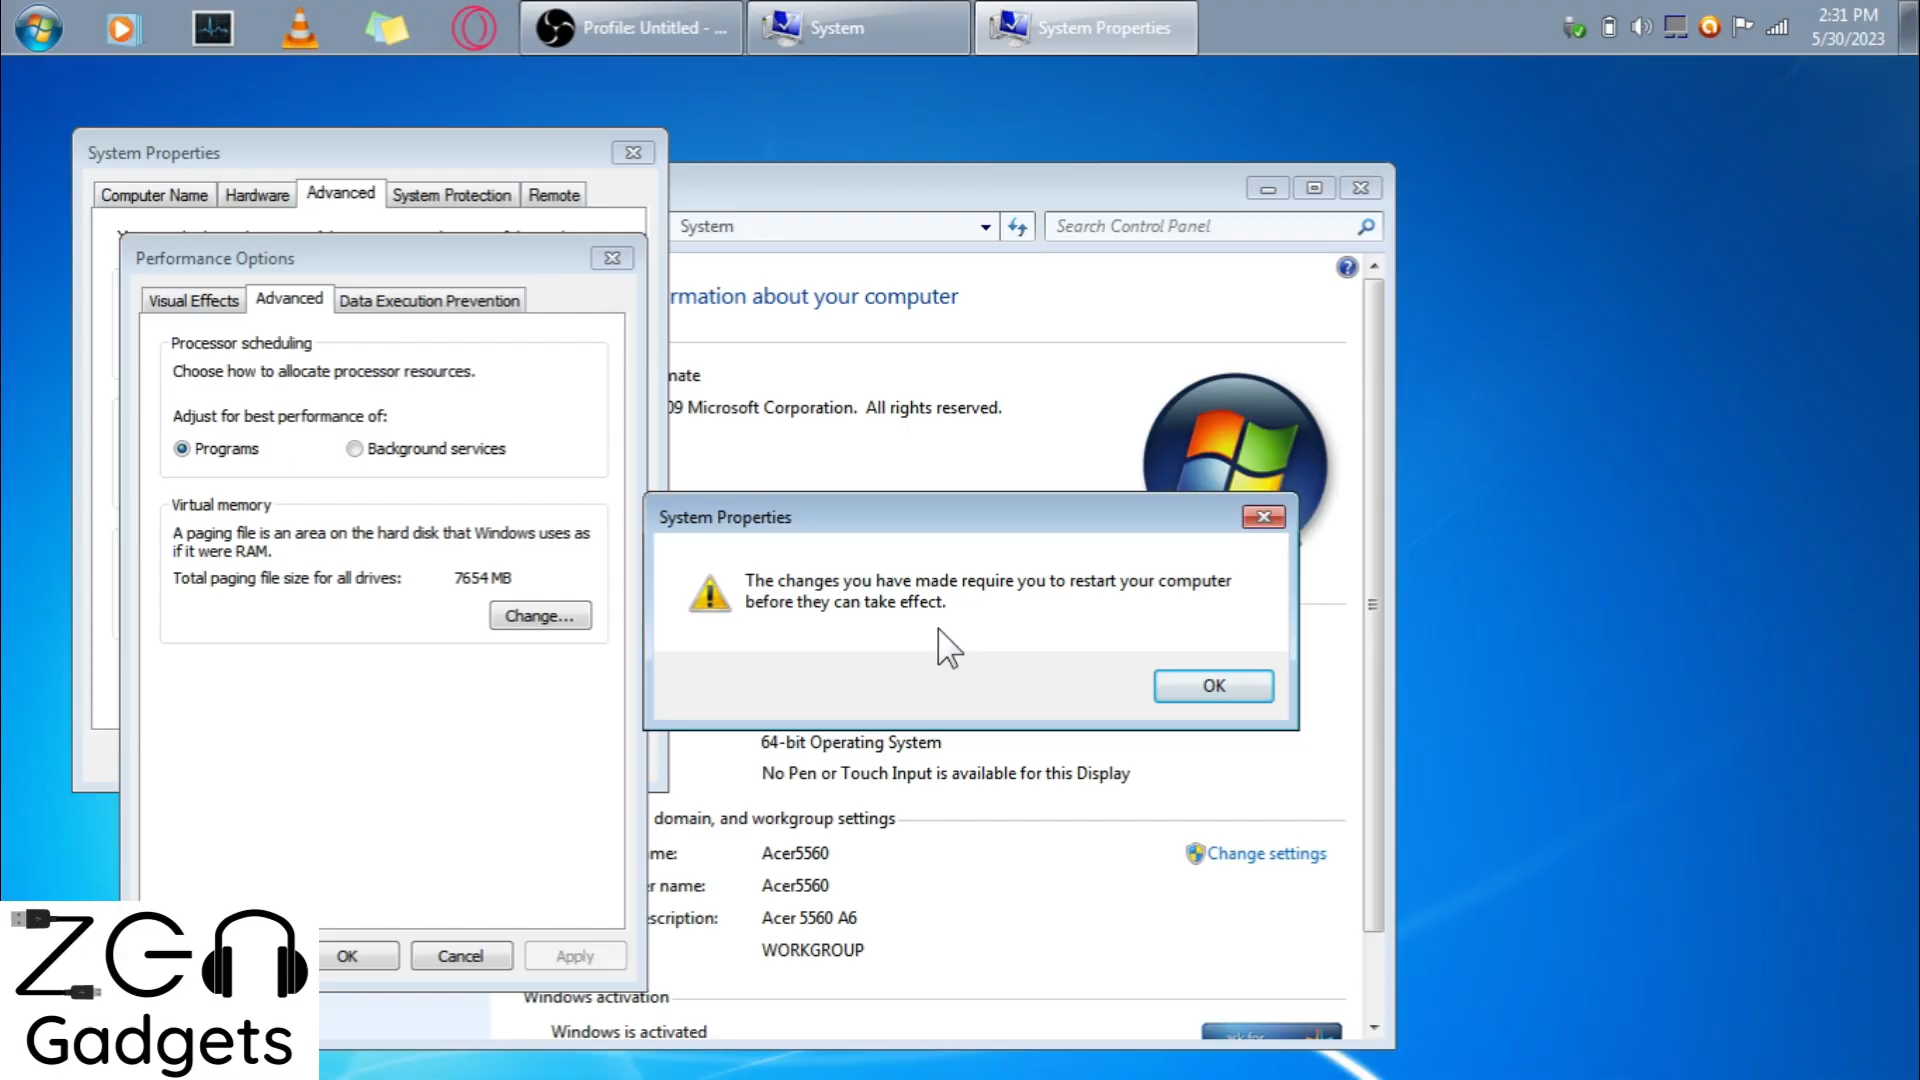 Profile: Untitled - ...
System
System Properties
2:31 PM
5/30/2023
System Properties
Computer Name
Hardware
Advanced
System Protection
Remote
System
Search Control Panel
Performance Options
Visual Effects
Advanced
Data Execution Prevention
rmation about your computer
Processor scheduling
Choose how to allocate processor resources.
Adjust for best performance of:
Programs
Background services
nate
09 Microsoft Corporation. All rights reserved.
Virtual memory
A paging file is an area on the hard disk that Windows uses as
if it were RAM.
Total paging file size for all drives: 7654 MB
Change...
System Properties
The changes you have made require you to restart your computer
before they can take effect.
OK
64-bit Operating System
No Pen or Touch Input is available for this Display
domain, and workgroup settings
me: Acer5560
Change settings
r name: Acer5560
escription: Acer 5560 A6
WORKGROUP
OK
Cancel
Apply
Windows activation
Windows is activated
ask for
ZGA
Gadgets